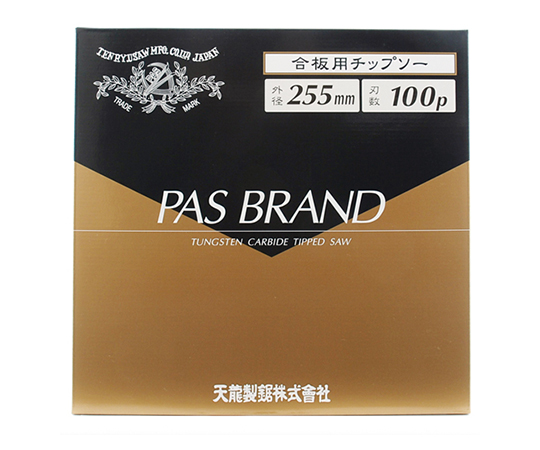 TENRYUSAW MFG. CO., LTD. JAPAN
TRADE MARK
合板用チップソー
外径 255mm 刃数 100p
PAS BRAND
TUNGSTEN CARBIDE TIPPED SAW
天龍製鋸株式會社